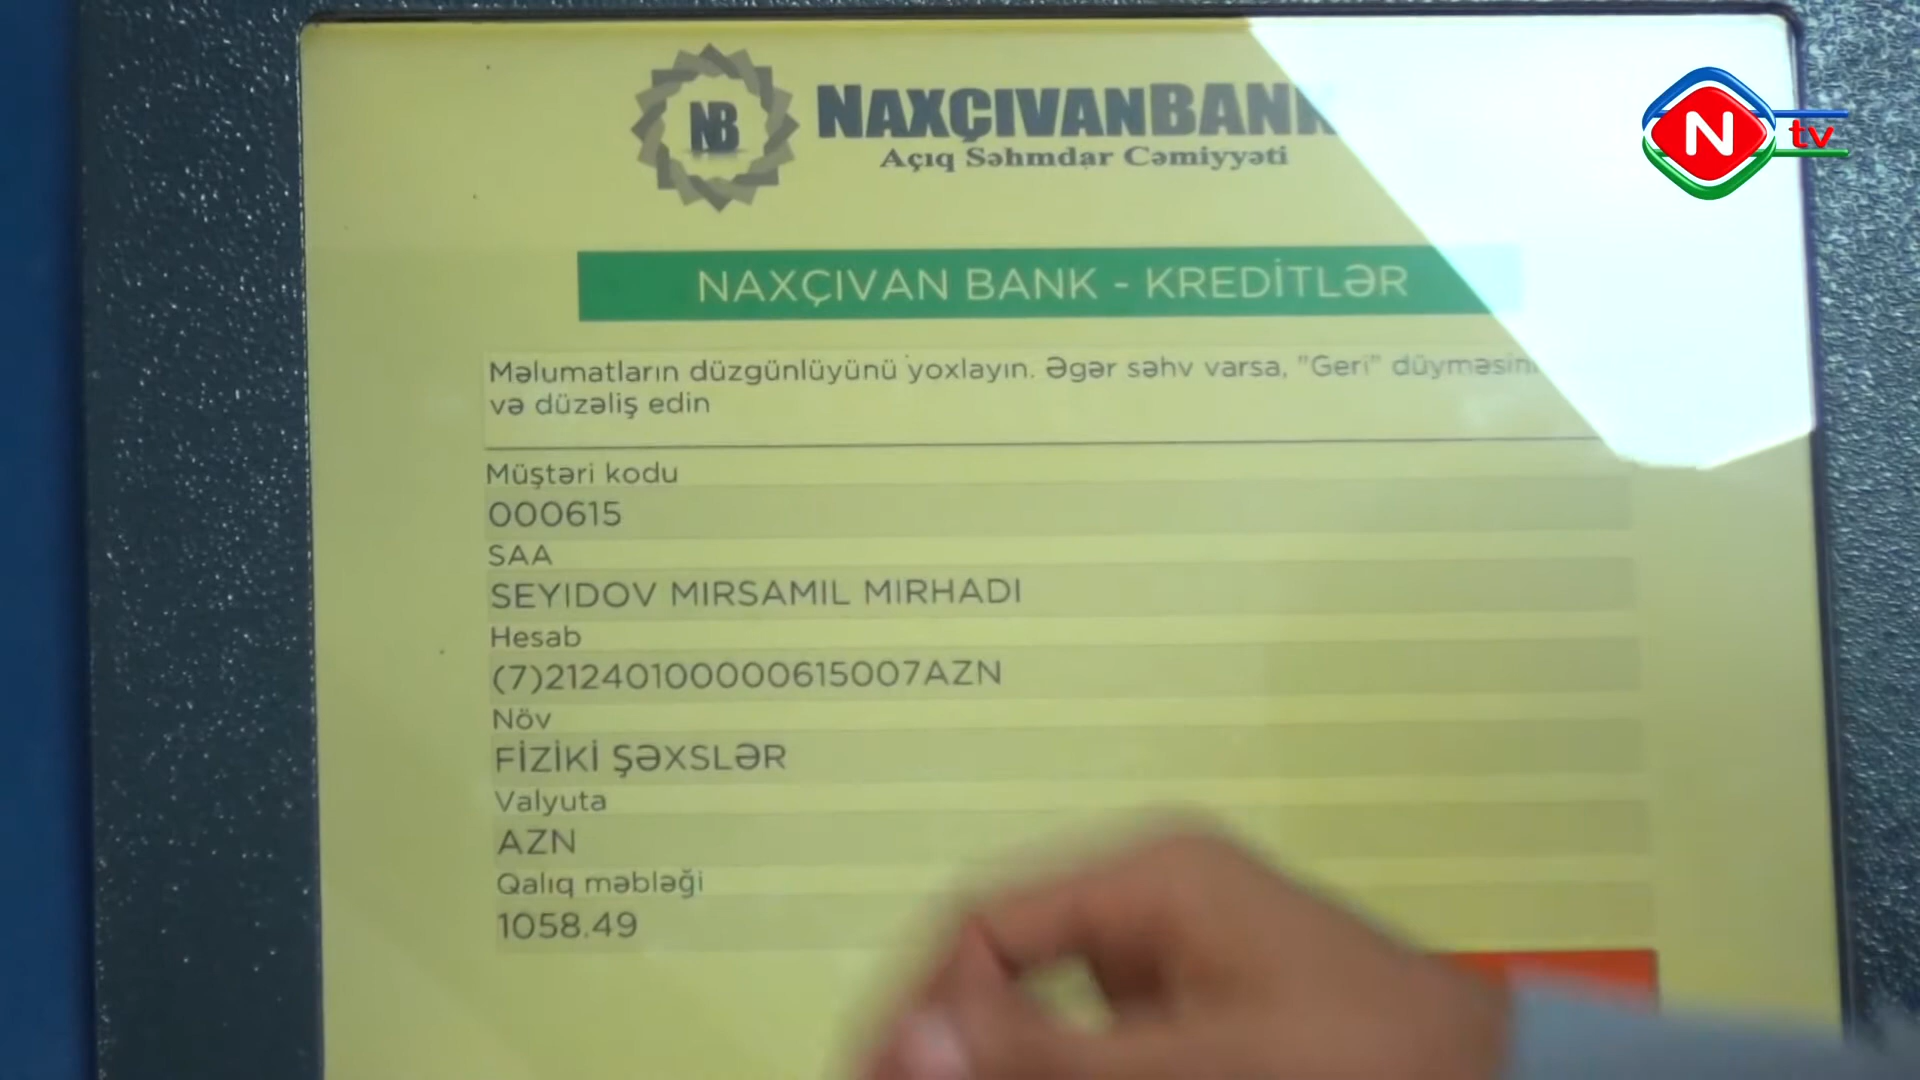 NB
NAXÇIVANBANK
Açıq Səhmdar Cəmiyyəti
N tv
NAXÇIVAN BANK - KREDİTLƏR
Məlumatların düzgünlüyünü yoxlayın. Əgər səhv varsa, "Geri"
və düzəliş edin
Müştəri kodu
000615
SAA
SEYIDOV MIRSAMIL MIRHADI
Hesab
(7)21240100000615007AZN
Növ
FİZİKİ ŞƏXSLƏR
Valyuta
AZN
Qalıq məbləği
1058.49